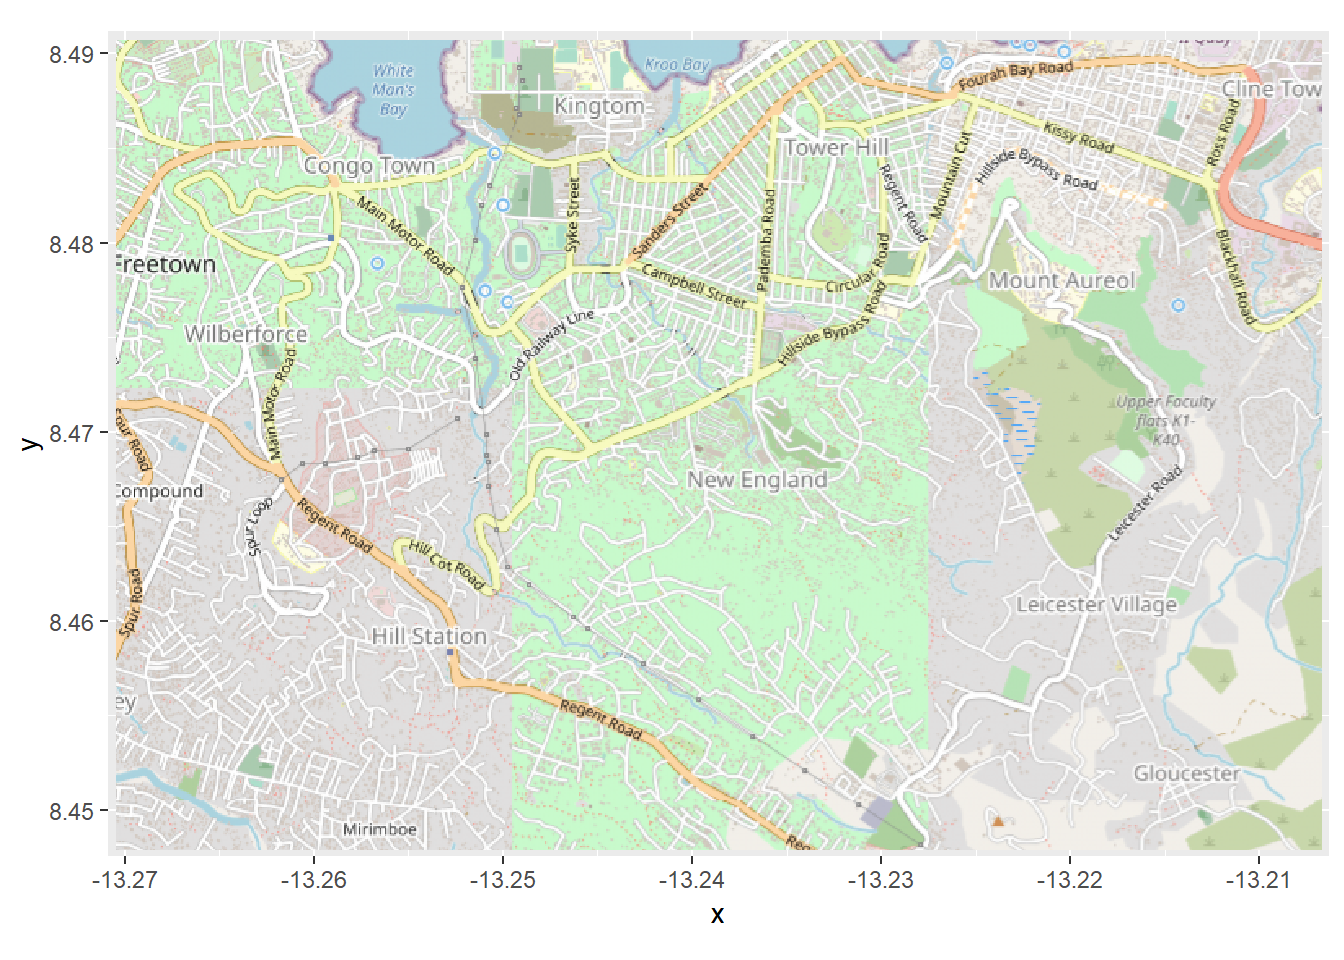 8.49
8.48
8.47
8.46
8.45
y
White
Man's
Bay
Kroo Bay
Kingtom
Fourah Bay Road
Cline Tow
Kissy Road
Ross Road
Congo Town
Tower Hill
Mountain Cut
Hillside Bypass Road
Regent Road
Main Motor Road
Syke Street
Sanders Street
Pademba Road
Freetown
Campbell Street
Circular Road
Mount Aureol
Blackhall Road
Wilberforce
Old Railway Line
Hillside Bypass Road
Main Motor Road
Upper Faculty
flats K1-
K40
our Road
Compound
New England
Spur Loop
Regent Road
Leicester Road
Hill Cot Road
Spur Road
Leicester Village
Hill Station
ey
Regent Road
Gloucester
Mirimboe
Reg
-13.27
-13.26
-13.25
-13.24
-13.23
-13.22
-13.21
x